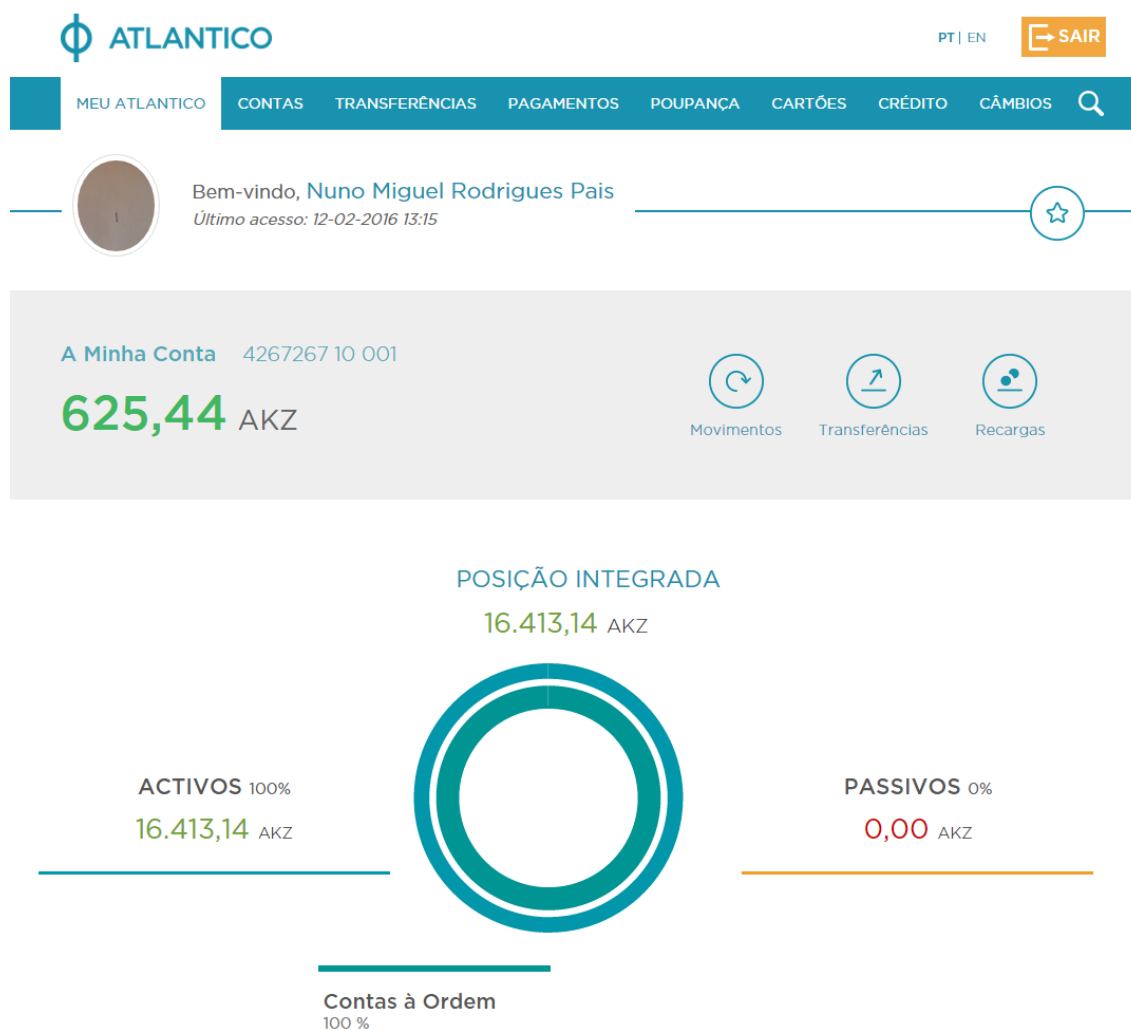 ATLANTICO
PT | EN
SAIR
MEU ATLANTICO CONTAS TRANSFERÊNCIAS PAGAMENTOS POUPANÇA CARTÕES CRÉDITO CÂMBIOS
Bem-vindo, Nuno Miguel Rodrigues Pais
Último acesso: 12-02-2016 13:15
A Minha Conta 4267267 10 001
625,44 AKZ
Movimentos Transferências Recargas
POSIÇÃO INTEGRADA
16.413,14 AKZ
ACTIVOS 100%
16.413,14 AKZ
PASSIVOS 0%
0,00 AKZ
Contas à Ordem
100 %